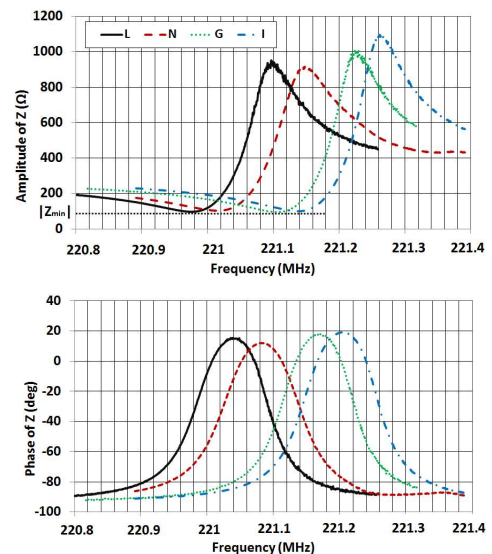 1200
1000
800
600
400
200
0
|Zmin|
Amplitude of Z (Ω)
L N G I
220.8 220.9 221 221.1 221.2 221.3 221.4
Frequency (MHz)
40
20
0
-20
-40
-60
-80
-100
Phase of Z (deg)
220.8 220.9 221 221.1 221.2 221.3 221.4
Frequency (MHz)